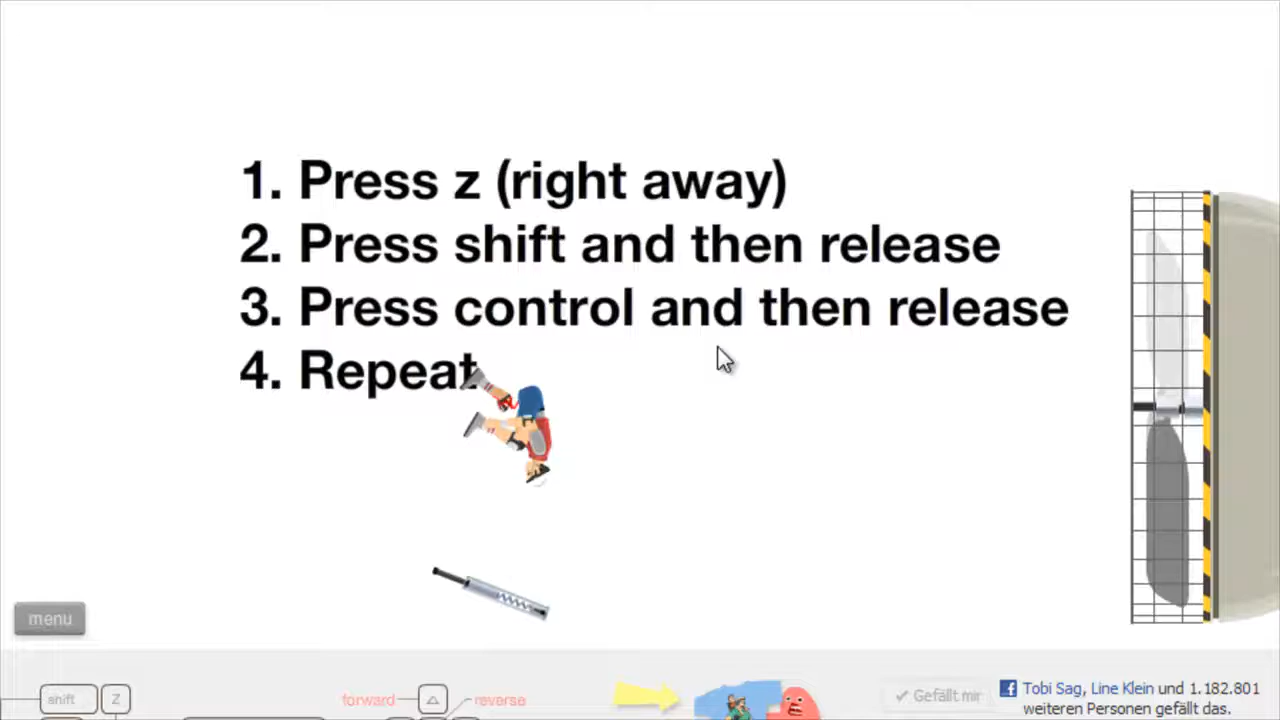 1. Press z (right away)
2. Press shift and then release
3. Press control and then release
4. Repeat
menu
shift Z
forward
reverse
Gefällt mir
Tobi Sag, Line Klein und 1.182.801
weiteren Personen gefällt das.